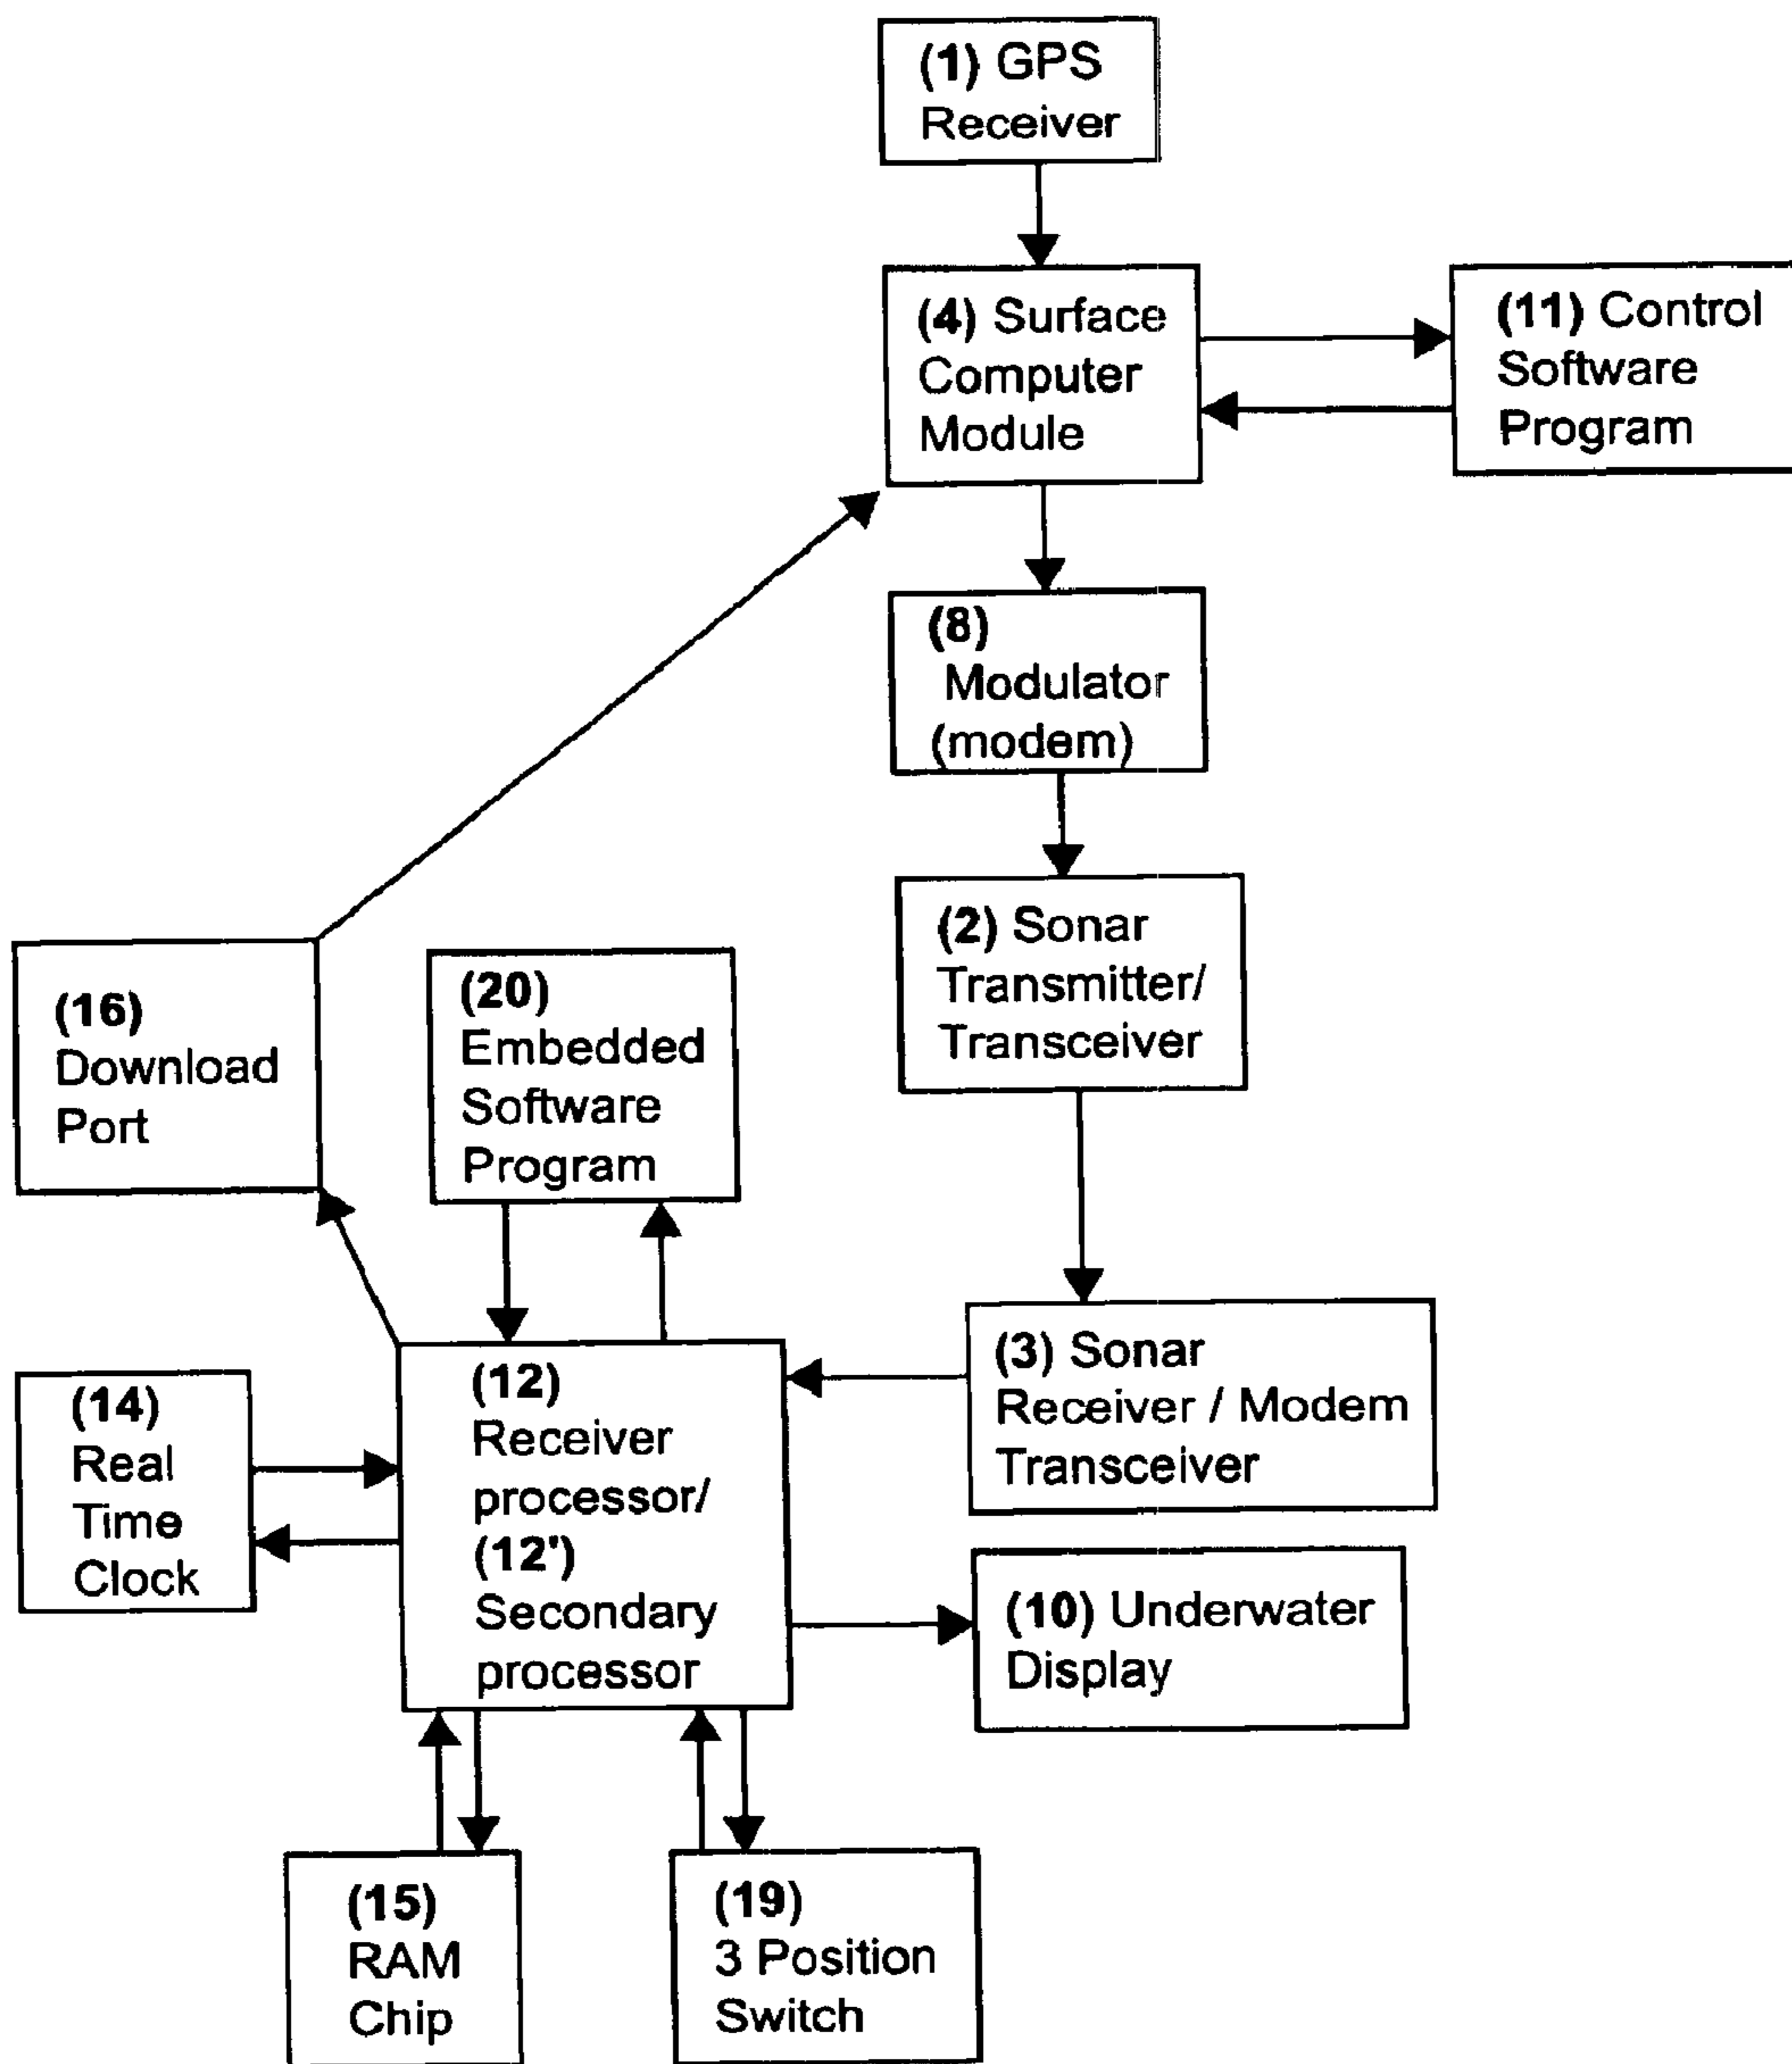 (1) GPS
Receiver
(4) Surface
Computer
Module
(11) Control
Software
Program
(8)
Modulator
(modem)
(2) Sonar
Transmitter/
Transceiver
(16)
Download
Port
(20)
Embedded
Software
Program
(3) Sonar
Receiver / Modem
Transceiver
(14)
Real
Time
Clock
(12)
Receiver
processor/
(12')
Secondary
processor
(10) Underwater
Display
(15)
RAM
Chip
(19)
3 Position
Switch